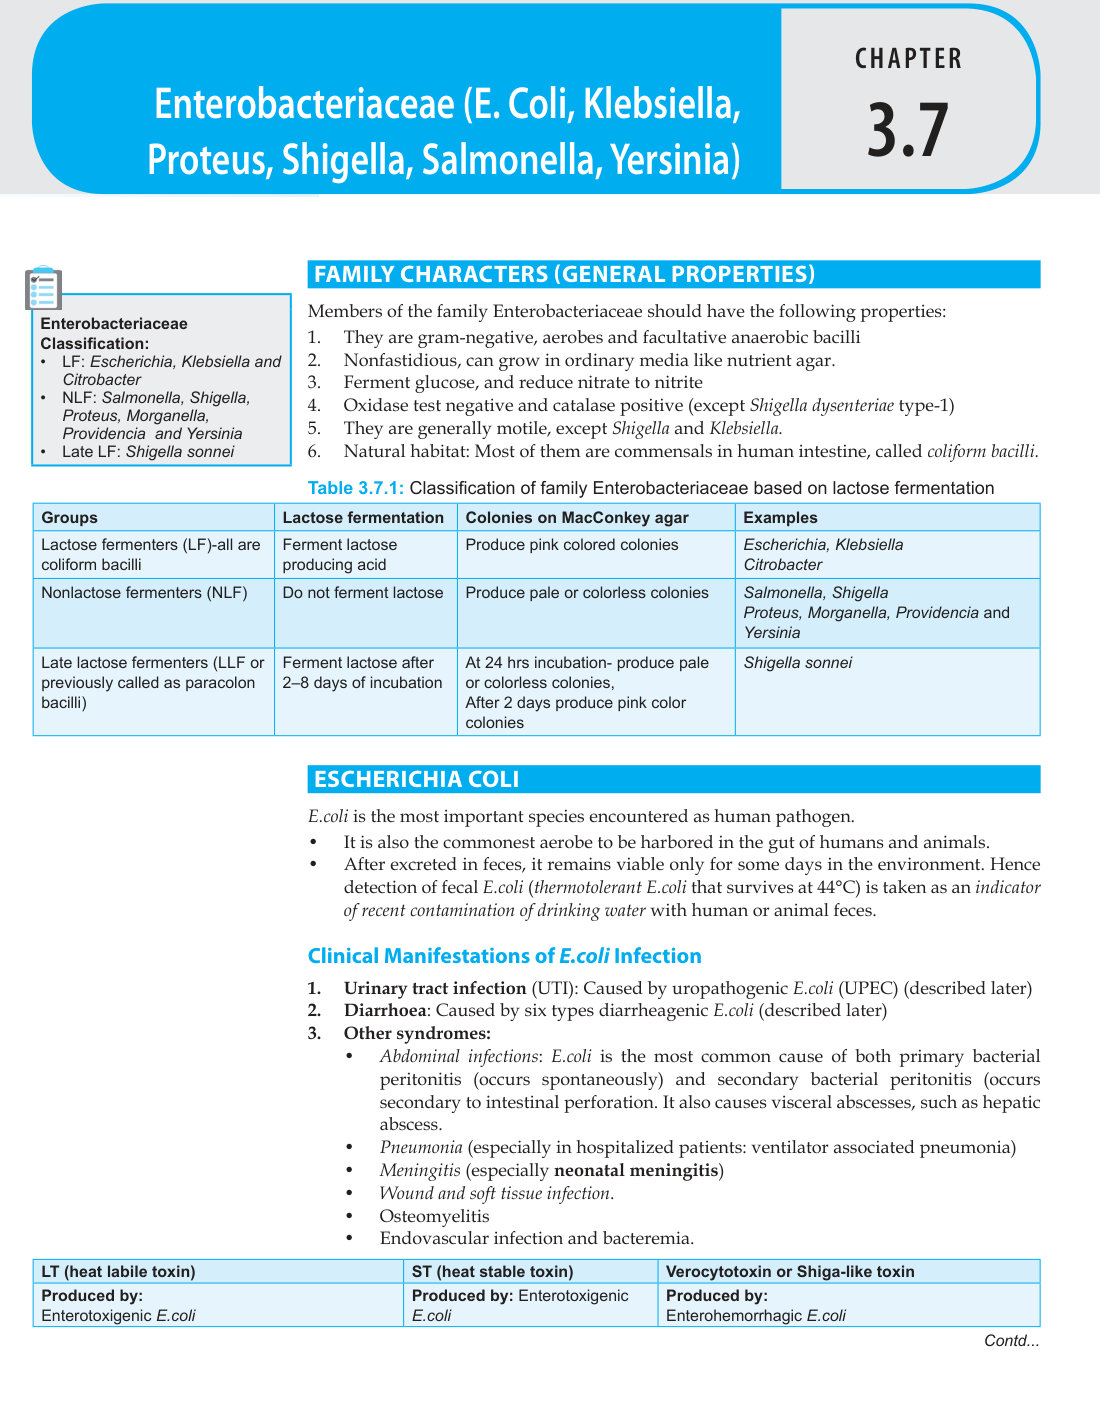 Enterobacteriaceae (E. Coli, Klebsiella,
Proteus, Shigella, Salmonella, Yersinia)
CHAPTER
3.7
Enterobacteriaceae
Classification:
• LF: Escherichia, Klebsiella and
Citrobacter
• NLF: Salmonella, Shigella,
Proteus, Morganella,
Providencia and Yersinia
• Late LF: Shigella sonnei
FAMILY CHARACTERS (GENERAL PROPERTIES)
Members of the family Enterobacteriaceae should have the following properties:
1. They are gram-negative, aerobes and facultative anaerobic bacilli
2. Nonfastidious, can grow in ordinary media like nutrient agar.
3. Ferment glucose, and reduce nitrate to nitrite
4. Oxidase test negative and catalase positive (except Shigella dysenteriae type-1)
5. They are generally motile, except Shigella and Klebsiella.
6. Natural habitat: Most of them are commensals in human intestine, called coliform bacilli.
Table 3.7.1: Classification of family Enterobacteriaceae based on lactose fermentation
Groups Lactose fermentation Colonies on MacConkey agar Examples
Lactose fermenters (LF)-all are Ferment lactose Produce pink colored colonies Escherichia, Klebsiella
coliform bacilli producing acid Citrobacter
Nonlactose fermenters (NLF) Do not ferment lactose Produce pale or colorless colonies Salmonella, Shigella
Proteus, Morganella, Providencia and
Yersinia
Late lactose fermenters (LLF or Ferment lactose after At 24 hrs incubation- produce pale Shigella sonnei
previously called as paracolon 2–8 days of incubation or colorless colonies,
bacilli) After 2 days produce pink color
colonies
ESCHERICHIA COLI
E.coli is the most important species encountered as human pathogen.
• It is also the commonest aerobe to be harbored in the gut of humans and animals.
• After excreted in feces, it remains viable only for some days in the environment. Hence
detection of fecal E.coli (thermotolerant E.coli that survives at 44°C) is taken as an indicator
of recent contamination of drinking water with human or animal feces.
Clinical Manifestations of E.coli Infection
1. Urinary tract infection (UTI): Caused by uropathogenic E.coli (UPEC) (described later)
2. Diarrhoea: Caused by six types diarrheagenic E.coli (described later)
3. Other syndromes:
• Abdominal infections: E.coli is the most common cause of both primary bacterial
peritonitis (occurs spontaneously) and secondary bacterial peritonitis (occurs
secondary to intestinal perforation. It also causes visceral abscesses, such as hepatic
abscess.
• Pneumonia (especially in hospitalized patients: ventilator associated pneumonia)
• Meningitis (especially neonatal meningitis)
• Wound and soft tissue infection.
• Osteomyelitis
• Endovascular infection and bacteremia.
LT (heat labile toxin) ST (heat stable toxin) Verocytotoxin or Shiga-like toxin
Produced by: Produced by: Enterotoxigenic Produced by:
Enterotoxigenic E.coli E.coli Enterohemorrhagic E.coli
Contd...